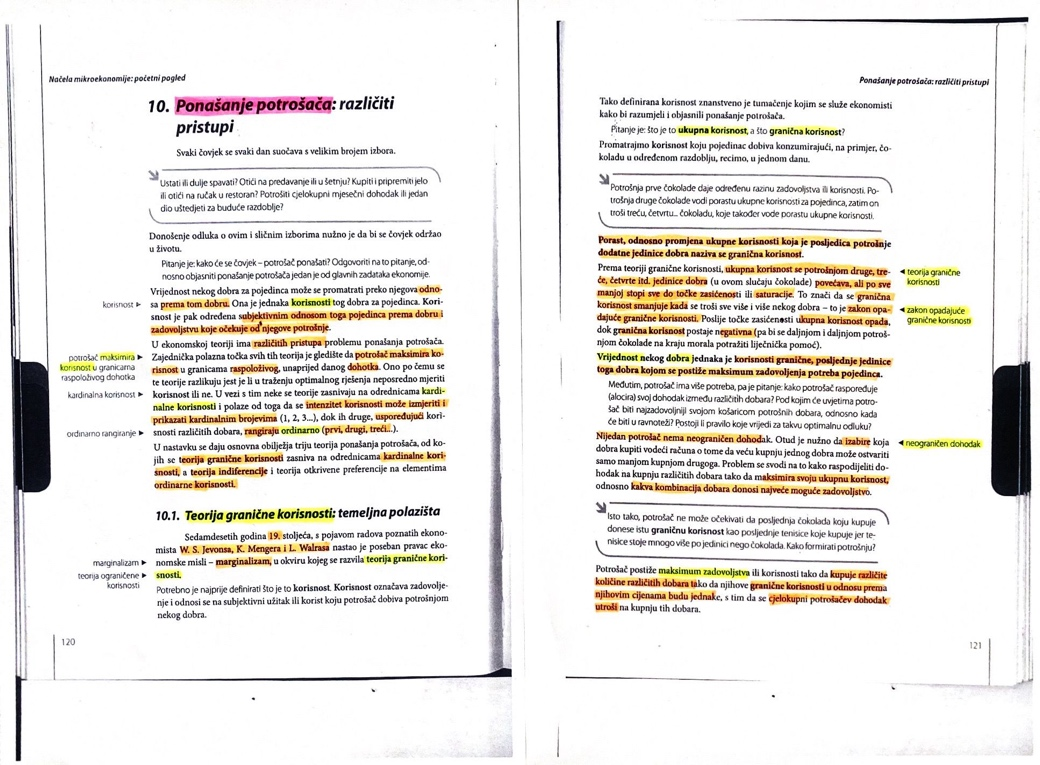 Načela mikroekonomije: početni pogled
10. Ponašanje potrošača: različiti
pristupi
Svaki čovjek se svaki dan suočava s velikim brojem izbora.
Ustati ili dulje spavati? Otići na predavanje ili u šetnju? Kupiti i pripremiti jelo
ili otići na ručak u restoran? Potrošiti cjelokupni mjesečni dohodak ili jedan
dio uštedjeti za buduće razdoblje?
Donošenje odluka o ovim i sličnim izborima nužno je da bi se čovjek održao
u životu.
Pitanje je: kako će se čovjek – potrošač ponašati? Odgovoriti na to pitanje, od-
nosno objasniti ponašanje potrošača jedan je od glavnih zadataka ekonomije.
Vrijednost nekog dobra za pojedinca može se promatrati preko njegova odno-
korisnost
sa prema tom dobru. Ona je jednaka korisnosti tog dobra za pojedinca. Kori-
snost je pak određena subjektivnim odnosom toga pojedinca prema dobru i
zadovoljstvu koje očekuje od njegove potrošnje.
U ekonomskoj teoriji ima različitih pristupa problemu ponašanja potrošača.
potrošač maksimira
korisnost u granicama
raspoloživog dohotka
Zajednička polazna točka svih tih teorija je gledište da potrošač maksimira ko-
risnost u granicama raspoloživog, unaprijed danog dohotka. Ono po čemu se
te teorije razlikuju jest je li u traženju optimalnog rješenja neposredno mjeriti
kardinalna korisnost
korisnost ili ne. U vezi s tim neke se teorije zasnivaju na odrednicama kardi-
nalne korisnosti i polaze od toga da se intenzitet korisnosti može izmjeriti i
prikazati kardinalnim brojevima (1, 2, 3...), dok ih druge, uspoređujući kori-
ordinarno rangiranje
snosti različitih dobara, rangiraju ordinarno (prvi, drugi, treći...).
U nastavku se daju osnovna obilježja triju teorija ponašanja potrošača, od ko-
jih se teorija granične korisnosti zasniva na odrednicama kardinalne kori-
snosti, a teorija indiferencije i teorija otkrivene preferencije na elementima
ordinarne korisnosti.
10.1. Teorija granične korisnosti: temeljna polazišta
Sedamdesetih godina 19. stoljeća, s pojavom radova poznatih ekono-
mista W. S. Jevonsa, K. Mengera i L. Walrasa nastao je poseban pravac eko-
marginalizam
nomske misli – marginalizam, u okviru kojeg se razvila teorija granične kori-
teorija ograničene
korisnosti
snosti.
Potrebno je najprije definirati što je to korisnost. Korisnost označava zadovolje-
nje i odnosi se na subjektivni užitak ili korist koju potrošač dobiva potrošnjom
nekog dobra.
120
Ponašanje potrošača: različiti pristupi
Tako definirana korisnost znanstveno je tumačenje kojim se služe ekonomisti
kako bi razumjeli i objasnili ponašanje potrošača.
Pitanje je: što je to ukupna korisnost, a što granična korisnost?
Promatrajmo korisnost koju pojedinac dobiva konzumirajući, na primjer, čo-
koladu u određenom razdoblju, recimo, u jednom danu.
Potrošnja prve čokolade daje određenu razinu zadovoljstva ili korisnosti. Po-
trošnja druge čokolade vodi porastu ukupne korisnosti za pojedinca, zatim on
troši treću, četvrtu... čokoladu, koje također vode porastu ukupne korisnosti.
Porast, odnosno promjena ukupne korisnosti koja je posljedica potrošnje
dodatne jedinice dobra naziva se granična korisnost.
Prema teoriji granične korisnosti, ukupna korisnost se potrošnjom druge, tre-
teorija granične
korisnosti
će, četvrte itd. jedinice dobra (u ovom slučaju čokolade) povećava, ali po sve
manjoj stopi sve do točke zasićenosti ili saturacije. To znači da se granična
korisnost smanjuje kada se troši sve više i više nekog dobra – to je zakon opa-
zakon opadajuće
granične korisnosti
dajuće granične korisnosti. Poslije točke zasićenosti ukupna korisnost opada,
dok granična korisnost postaje negativna (pa bi se daljnjom i daljnjom potroš-
njom čokolade na kraju morala potražiti liječnička pomoć).
Vrijednost nekog dobra jednaka je korisnosti granične, posljednje jedinice
toga dobra kojom se postiže maksimum zadovoljenja potreba pojedinca.
Međutim, potrošač ima više potreba, pa je pitanje: kako potrošač raspoređuje
(alocira) svoj dohodak između različitih dobara? Pod kojim će uvjetima potro-
šač biti najzadovoljniji svojom košaricom potrošnih dobara, odnosno kada
će biti u ravnoteži? Postoji li pravilo koje vrijedi za takvu optimalnu odluku?
Nijedan potrošač nema neograničen dohodak. Otud je nužno da izabire koja
neograničen dohodak
dobra kupiti vodeći računa o tome da veću kupnju jednog dobra može ostvariti
samo manjom kupnjom drugoga. Problem se svodi na to kako raspodijeliti do-
hodak na kupnju različitih dobara tako da maksimira svoju ukupnu korisnost,
odnosno kakva kombinacija dobara donosi najveće moguće zadovoljstvo.
Isto tako, potrošač ne može očekivati da posljednja čokolada koju kupuje
donese istu graničnu korisnost kao posljednje tenisice koje kupuje jer te-
nisice stoje mnogo više po jedinici nego čokolada. Kako formirati potrošnju?
Potrošač postiže maksimum zadovoljstva ili korisnosti tako da kupuje različite
količine različitih dobara tako da njihove granične korisnosti u odnosu prema
njihovim cijenama budu jednake, s tim da se cjelokupni potrošačev dohodak
utroši na kupnju tih dobara.
121